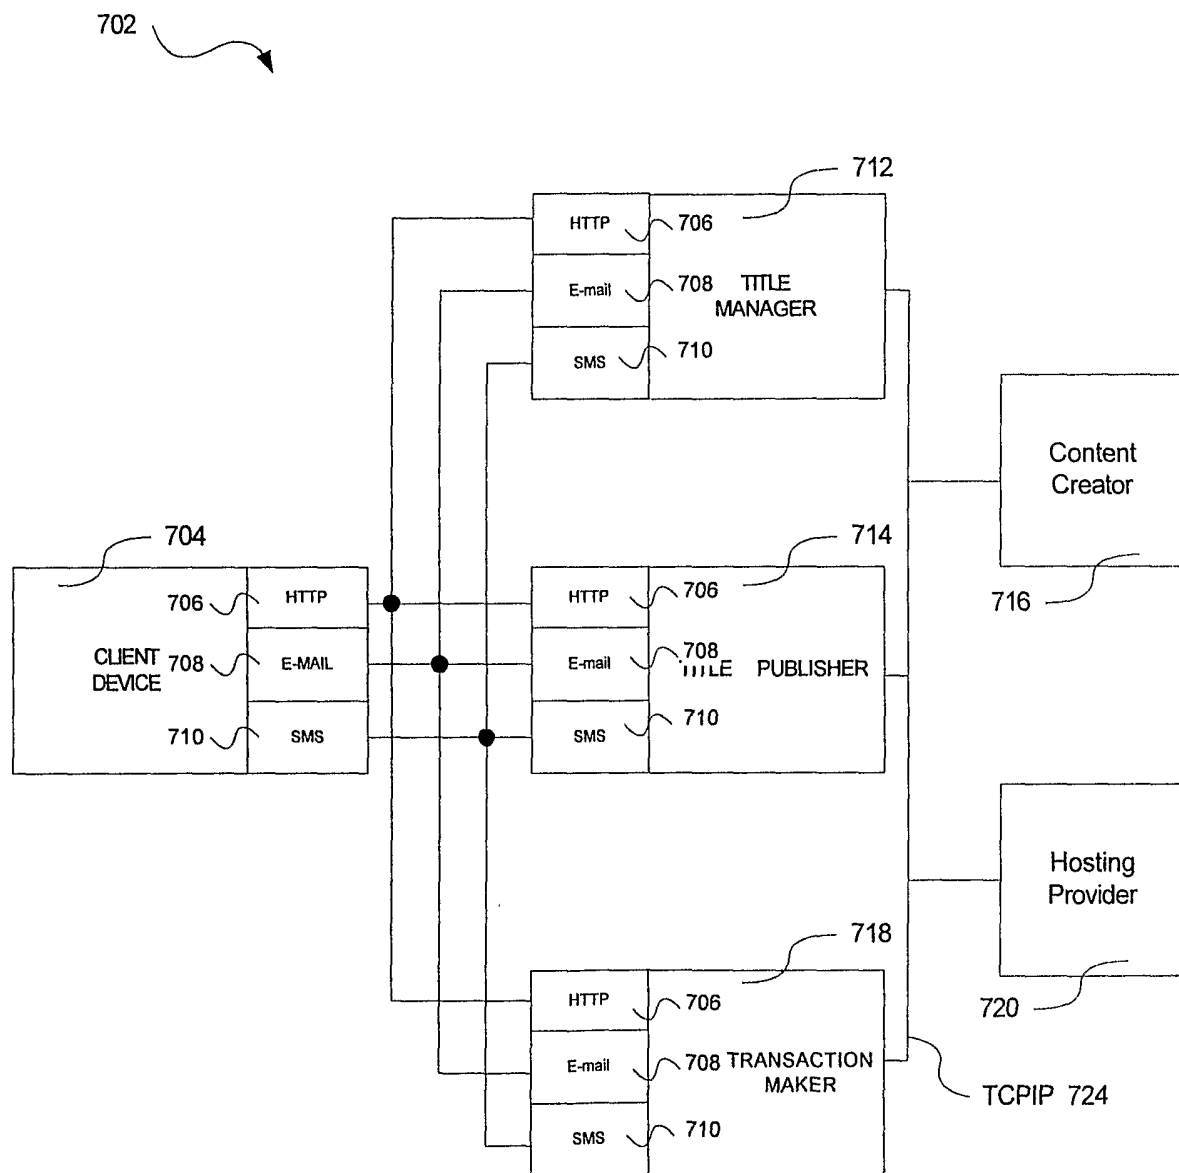 702
712
HTTP 706
E-mail 708 TITLE
MANAGER
SMS 710
Content
Creator
716
704
714
706 HTTP
CLIENT
DEVICE
708 E-MAIL
710 SMS
HTTP 706
E-mail 708
TITLE PUBLISHER
SMS 710
Hosting
Provider
720
718
HTTP 706
E-mail 708 TRANSACTION
MAKER
SMS 710
TCPIP 724